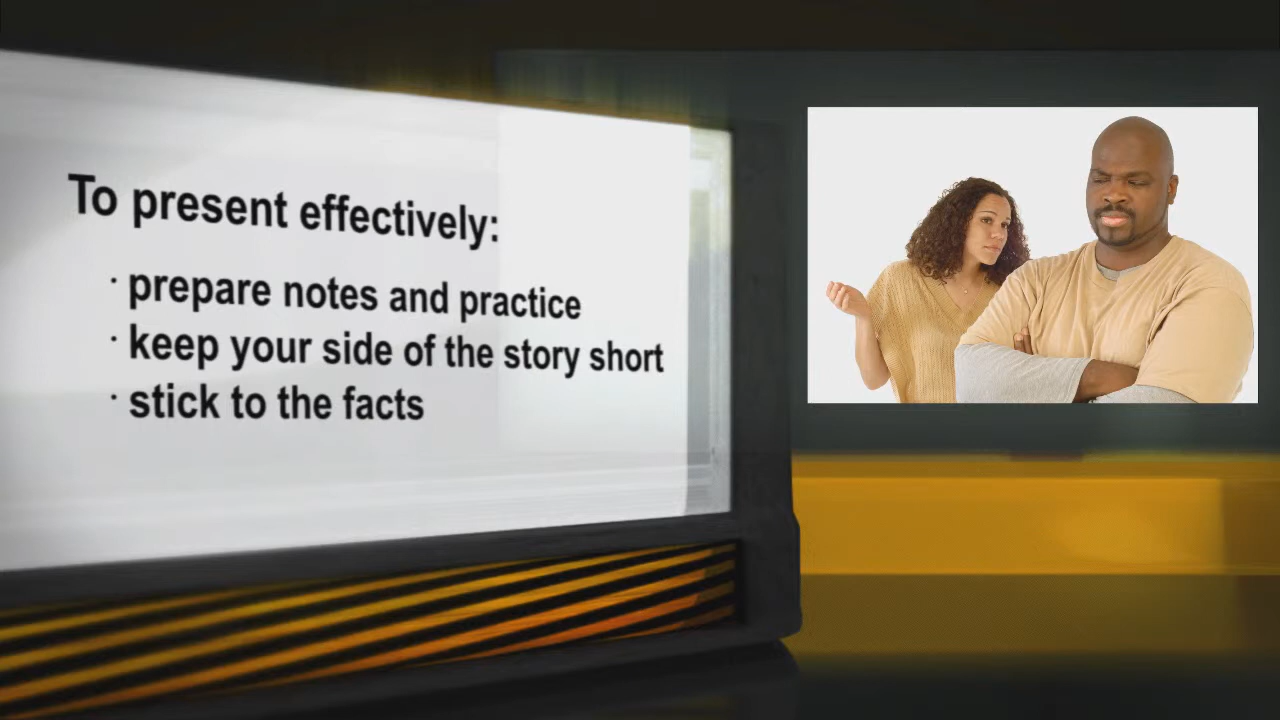 To present effectively:
· prepare notes and practice
· keep your side of the story short
· stick to the facts